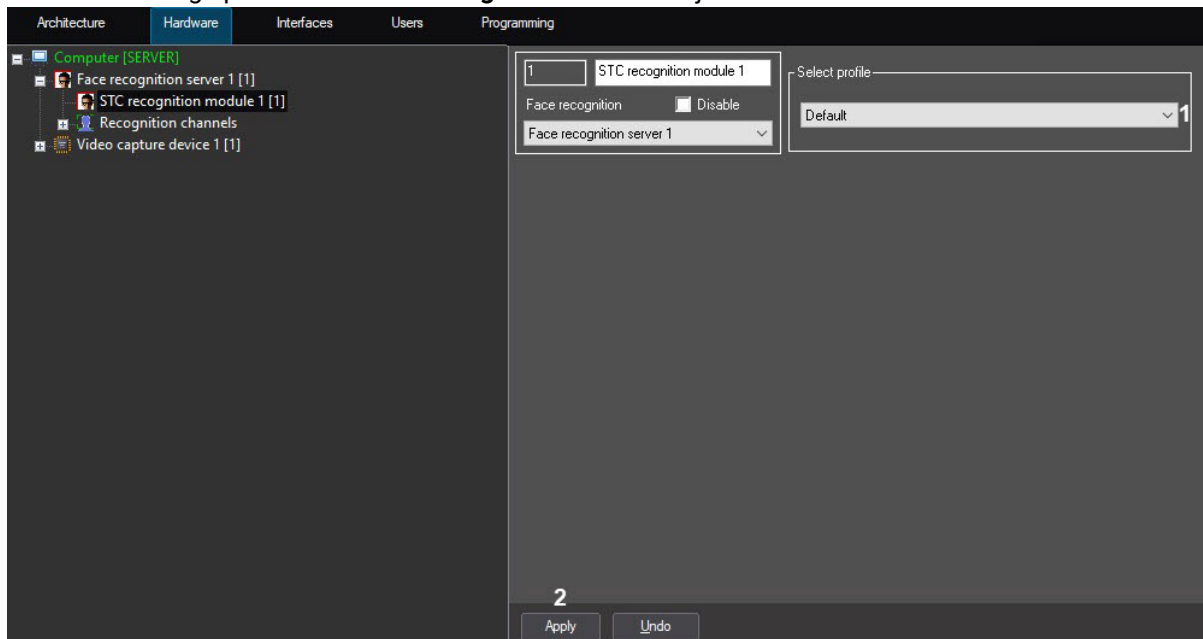 Architecture Hardware Interfaces Users Programming
Computer [SERVER]
Face recognition server 1 [1]
STC recognition module 1 [1]
Recognition channels
Video capture device 1 [1]
1 STC recognition module 1
Face recognition Disable
Face recognition server 1
Select profile
Default 1
2
Apply Undo